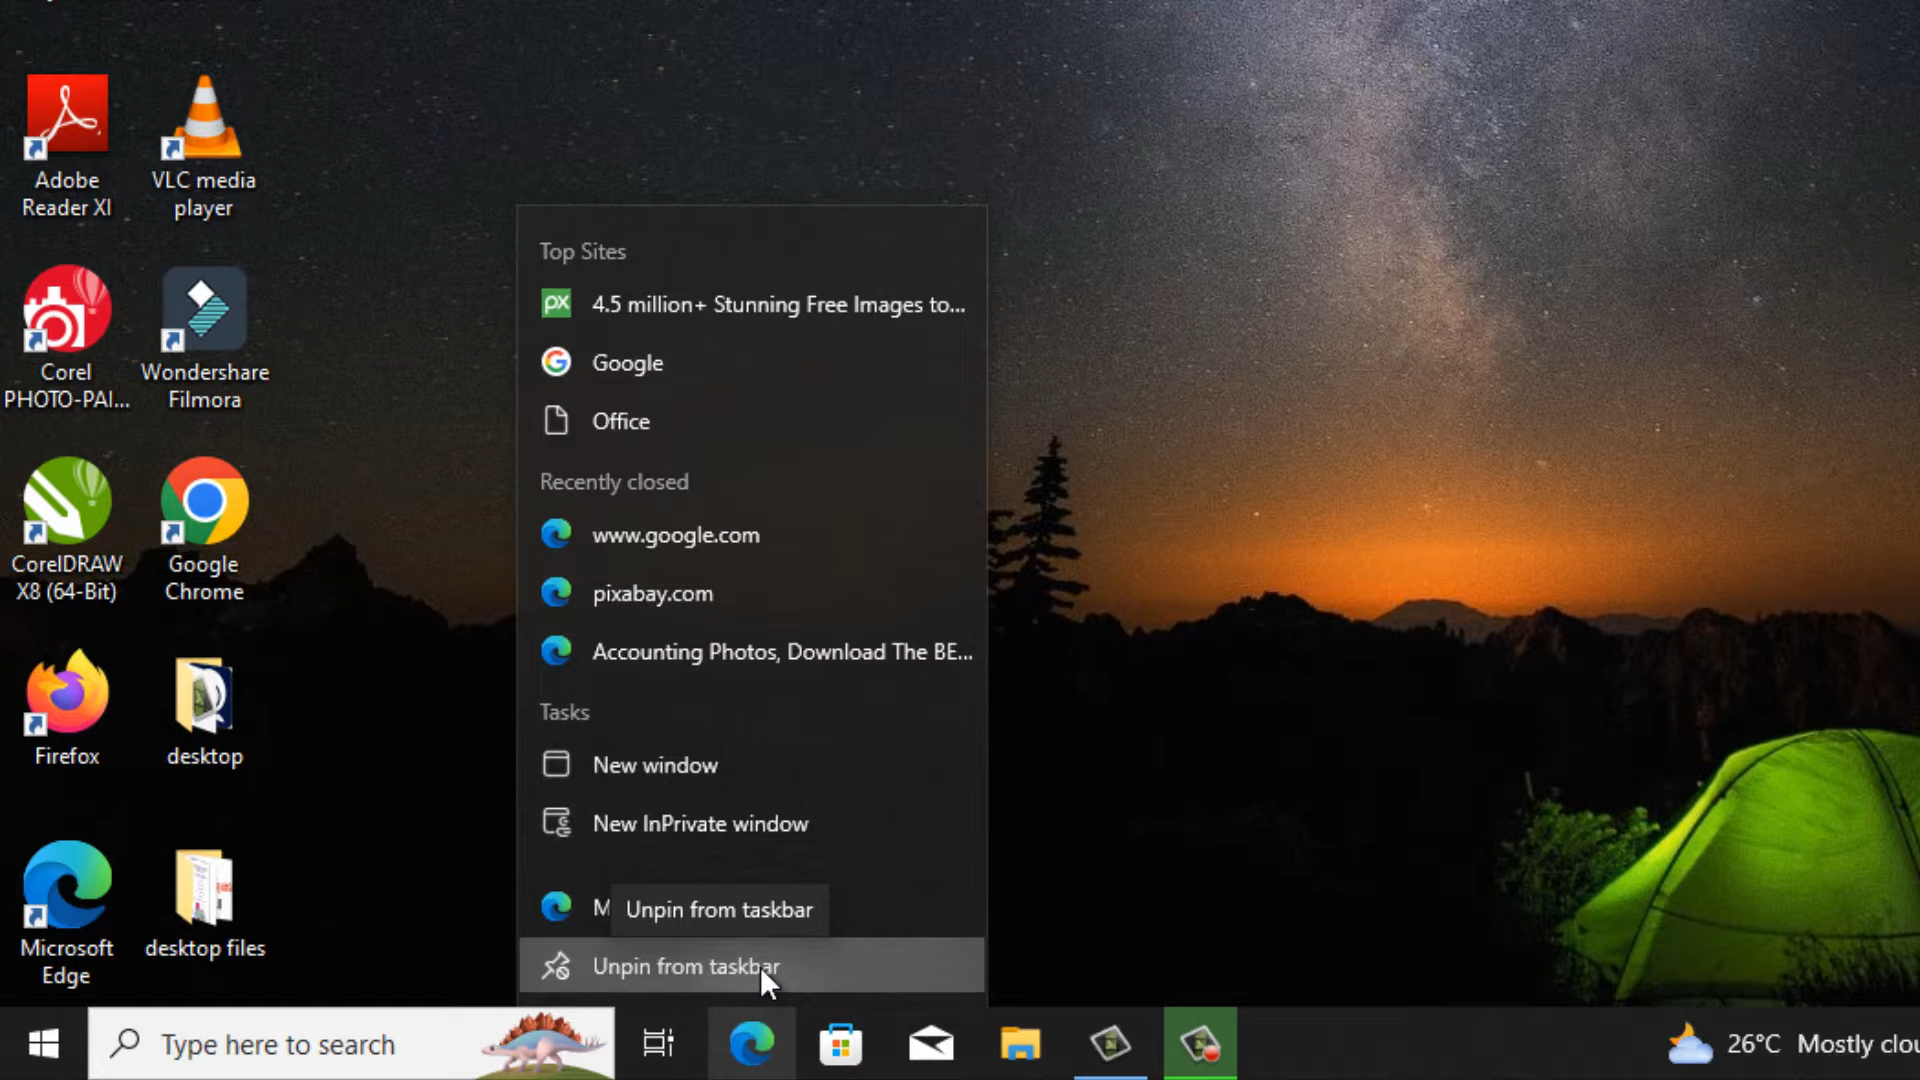 Adobe
Reader XI
VLC media
player
Corel
PHOTO-PAI...
Wondershare
Filmora
CorelDRAW
X8 (64-Bit)
Google
Chrome
Firefox
desktop
Microsoft
Edge
desktop files
Top Sites
px
4.5 million+ Stunning Free Images to...
Google
Office
Recently closed
www.google.com
pixabay.com
Accounting Photos, Download The BE...
Tasks
New window
New InPrivate window
M
Unpin from taskbar
Unpin from taskbar
Type here to search
26°C Mostly clou